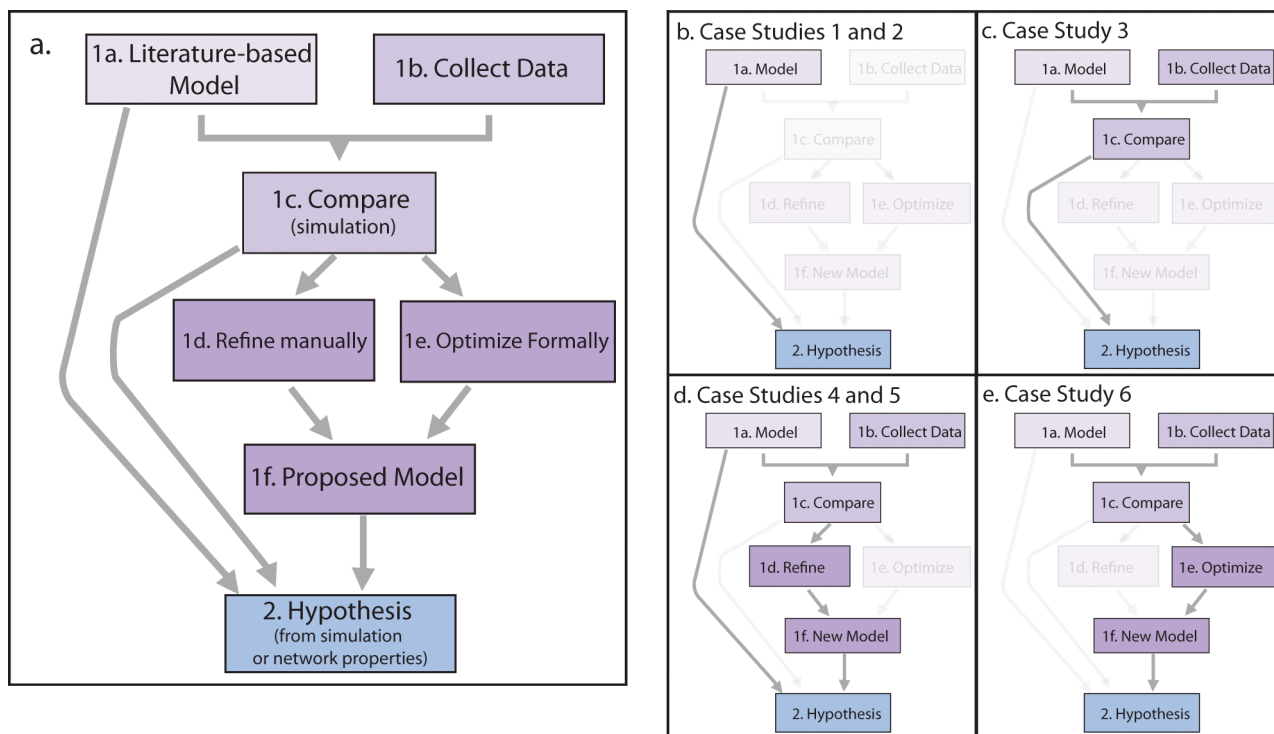 a.
1a. Literature-based
Model
1b. Collect Data
1c. Compare
(simulation)
1d. Refine manually
1e. Optimize Formally
1f. Proposed Model
2. Hypothesis
(from simulation
or network properties)
b. Case Studies 1 and 2
1a. Model
1b. Collect Data
1c. Compare
1d. Refine
1e. Optimize
1f. New Model
2. Hypothesis
c. Case Study 3
1a. Model
1b. Collect Data
1c. Compare
1d. Refine
1e. Optimize
1f. New Model
2. Hypothesis
d. Case Studies 4 and 5
1a. Model
1b. Collect Data
1c. Compare
1d. Refine
1e. Optimize
1f. New Model
2. Hypothesis
e. Case Study 6
1a. Model
1b. Collect Data
1c. Compare
1d. Refine
1e. Optimize
1f. New Model
2. Hypothesis